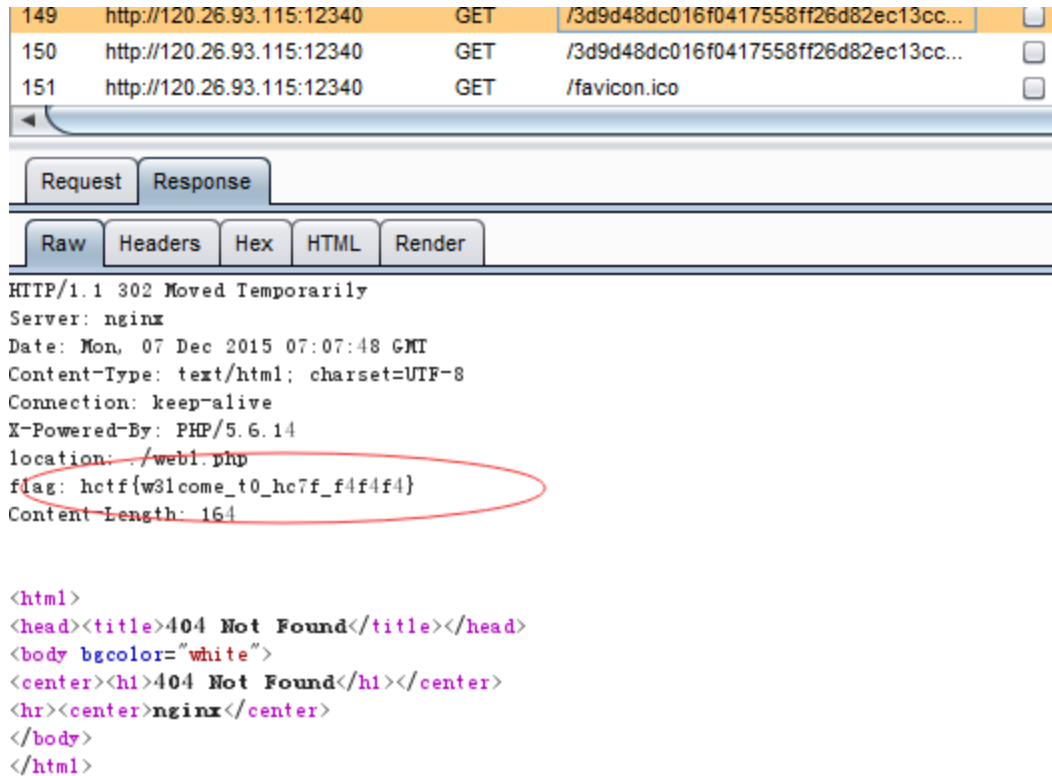 149 http://120.26.93.115:12340 GET /3d9d48dc016f0417558ff26d82ec13cc...
150 http://120.26.93.115:12340 GET /3d9d48dc016f0417558ff26d82ec13cc...
151 http://120.26.93.115:12340 GET /favicon.ico
Request Response
Raw Headers Hex HTML Render
HTTP/1.1 302 Moved Temporarily
Server: nginx
Date: Mon, 07 Dec 2015 07:07:48 GMT
Content-Type: text/html; charset=UTF-8
Connection: keep-alive
X-Powered-By: PHP/5.6.14
location: ./web1.php
flag: hctf{w3lcome_t0_hc7f_f4f4f4}
Content-Length: 164
<html>
<head><title>404 Not Found</title></head>
<body bgcolor="white">
<center><h1>404 Not Found</h1></center>
<hr><center>nginx</center>
</body>
</html>